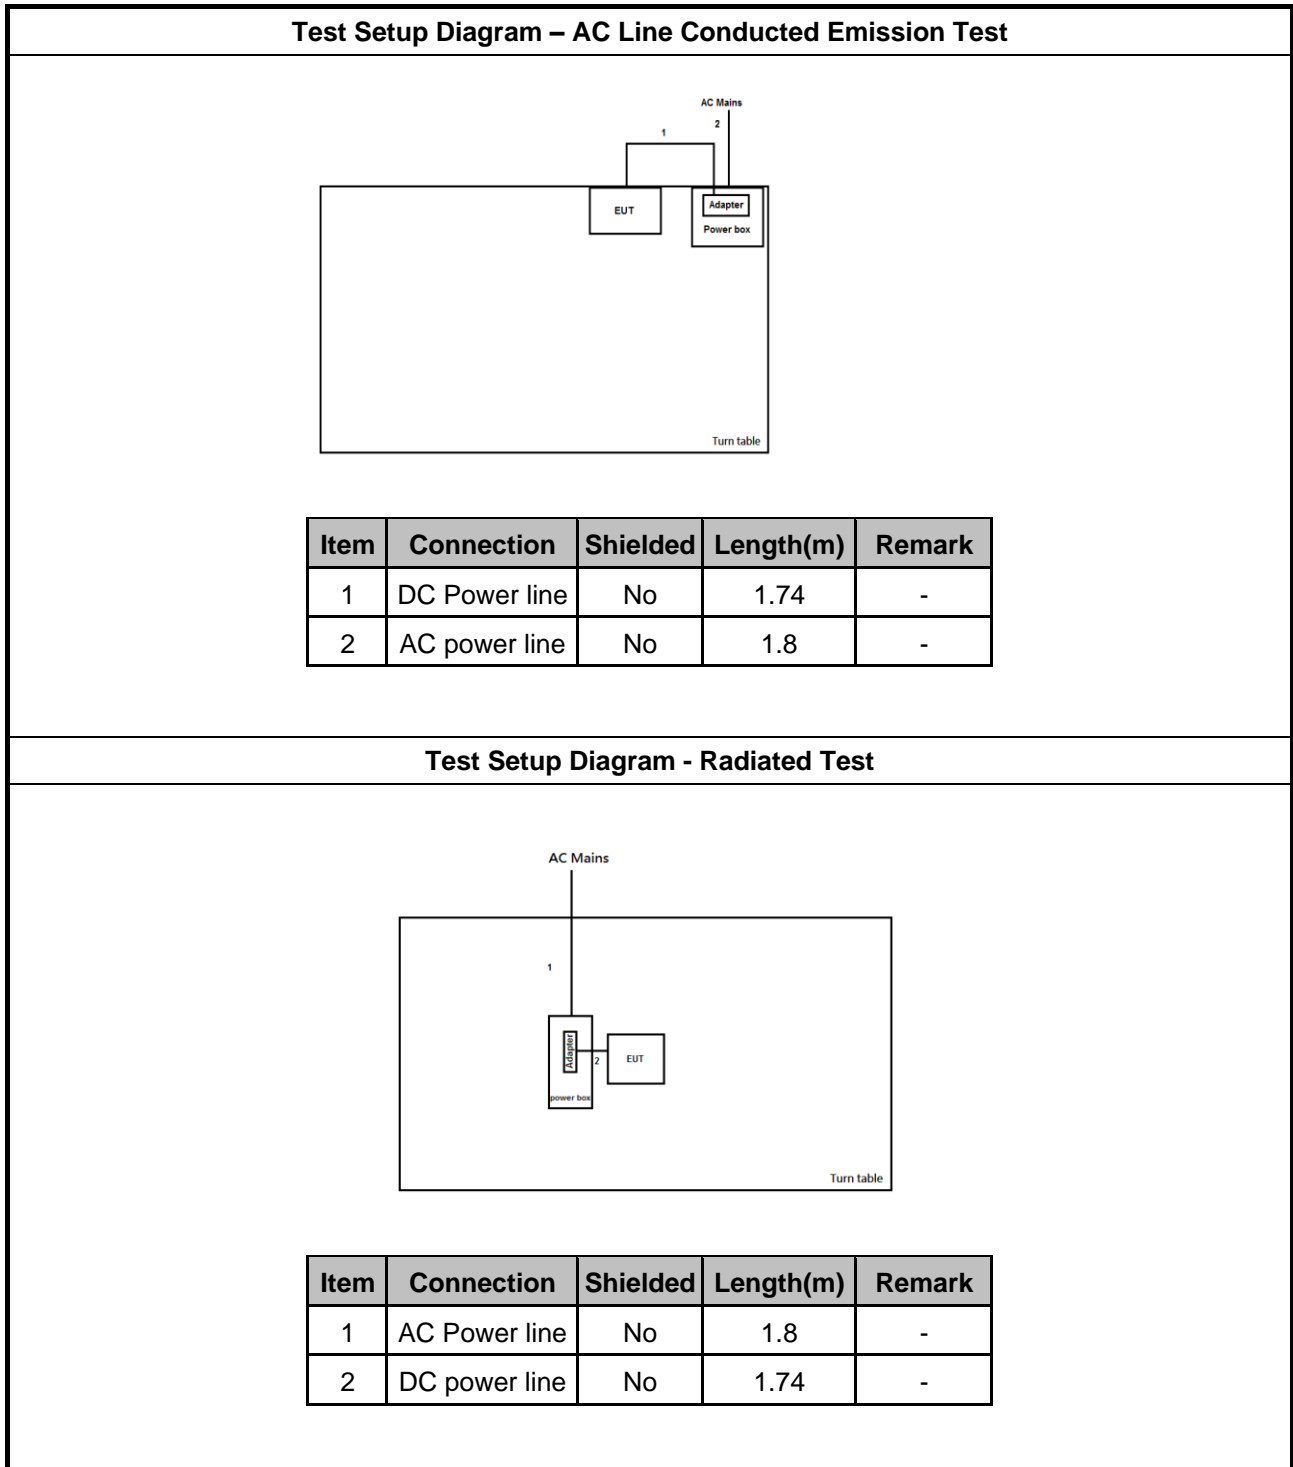 Test Setup Diagram – AC Line Conducted Emission Test
AC Mains
2
1
EUT
Adapter
Power box
Turn table
Item Connection Shielded Length(m) Remark
1 DC Power line No 1.74 -
2 AC power line No 1.8 -
Test Setup Diagram - Radiated Test
AC Mains
1
Adapter
2
EUT
power box
Turn table
Item Connection Shielded Length(m) Remark
1 AC Power line No 1.8 -
2 DC power line No 1.74 -